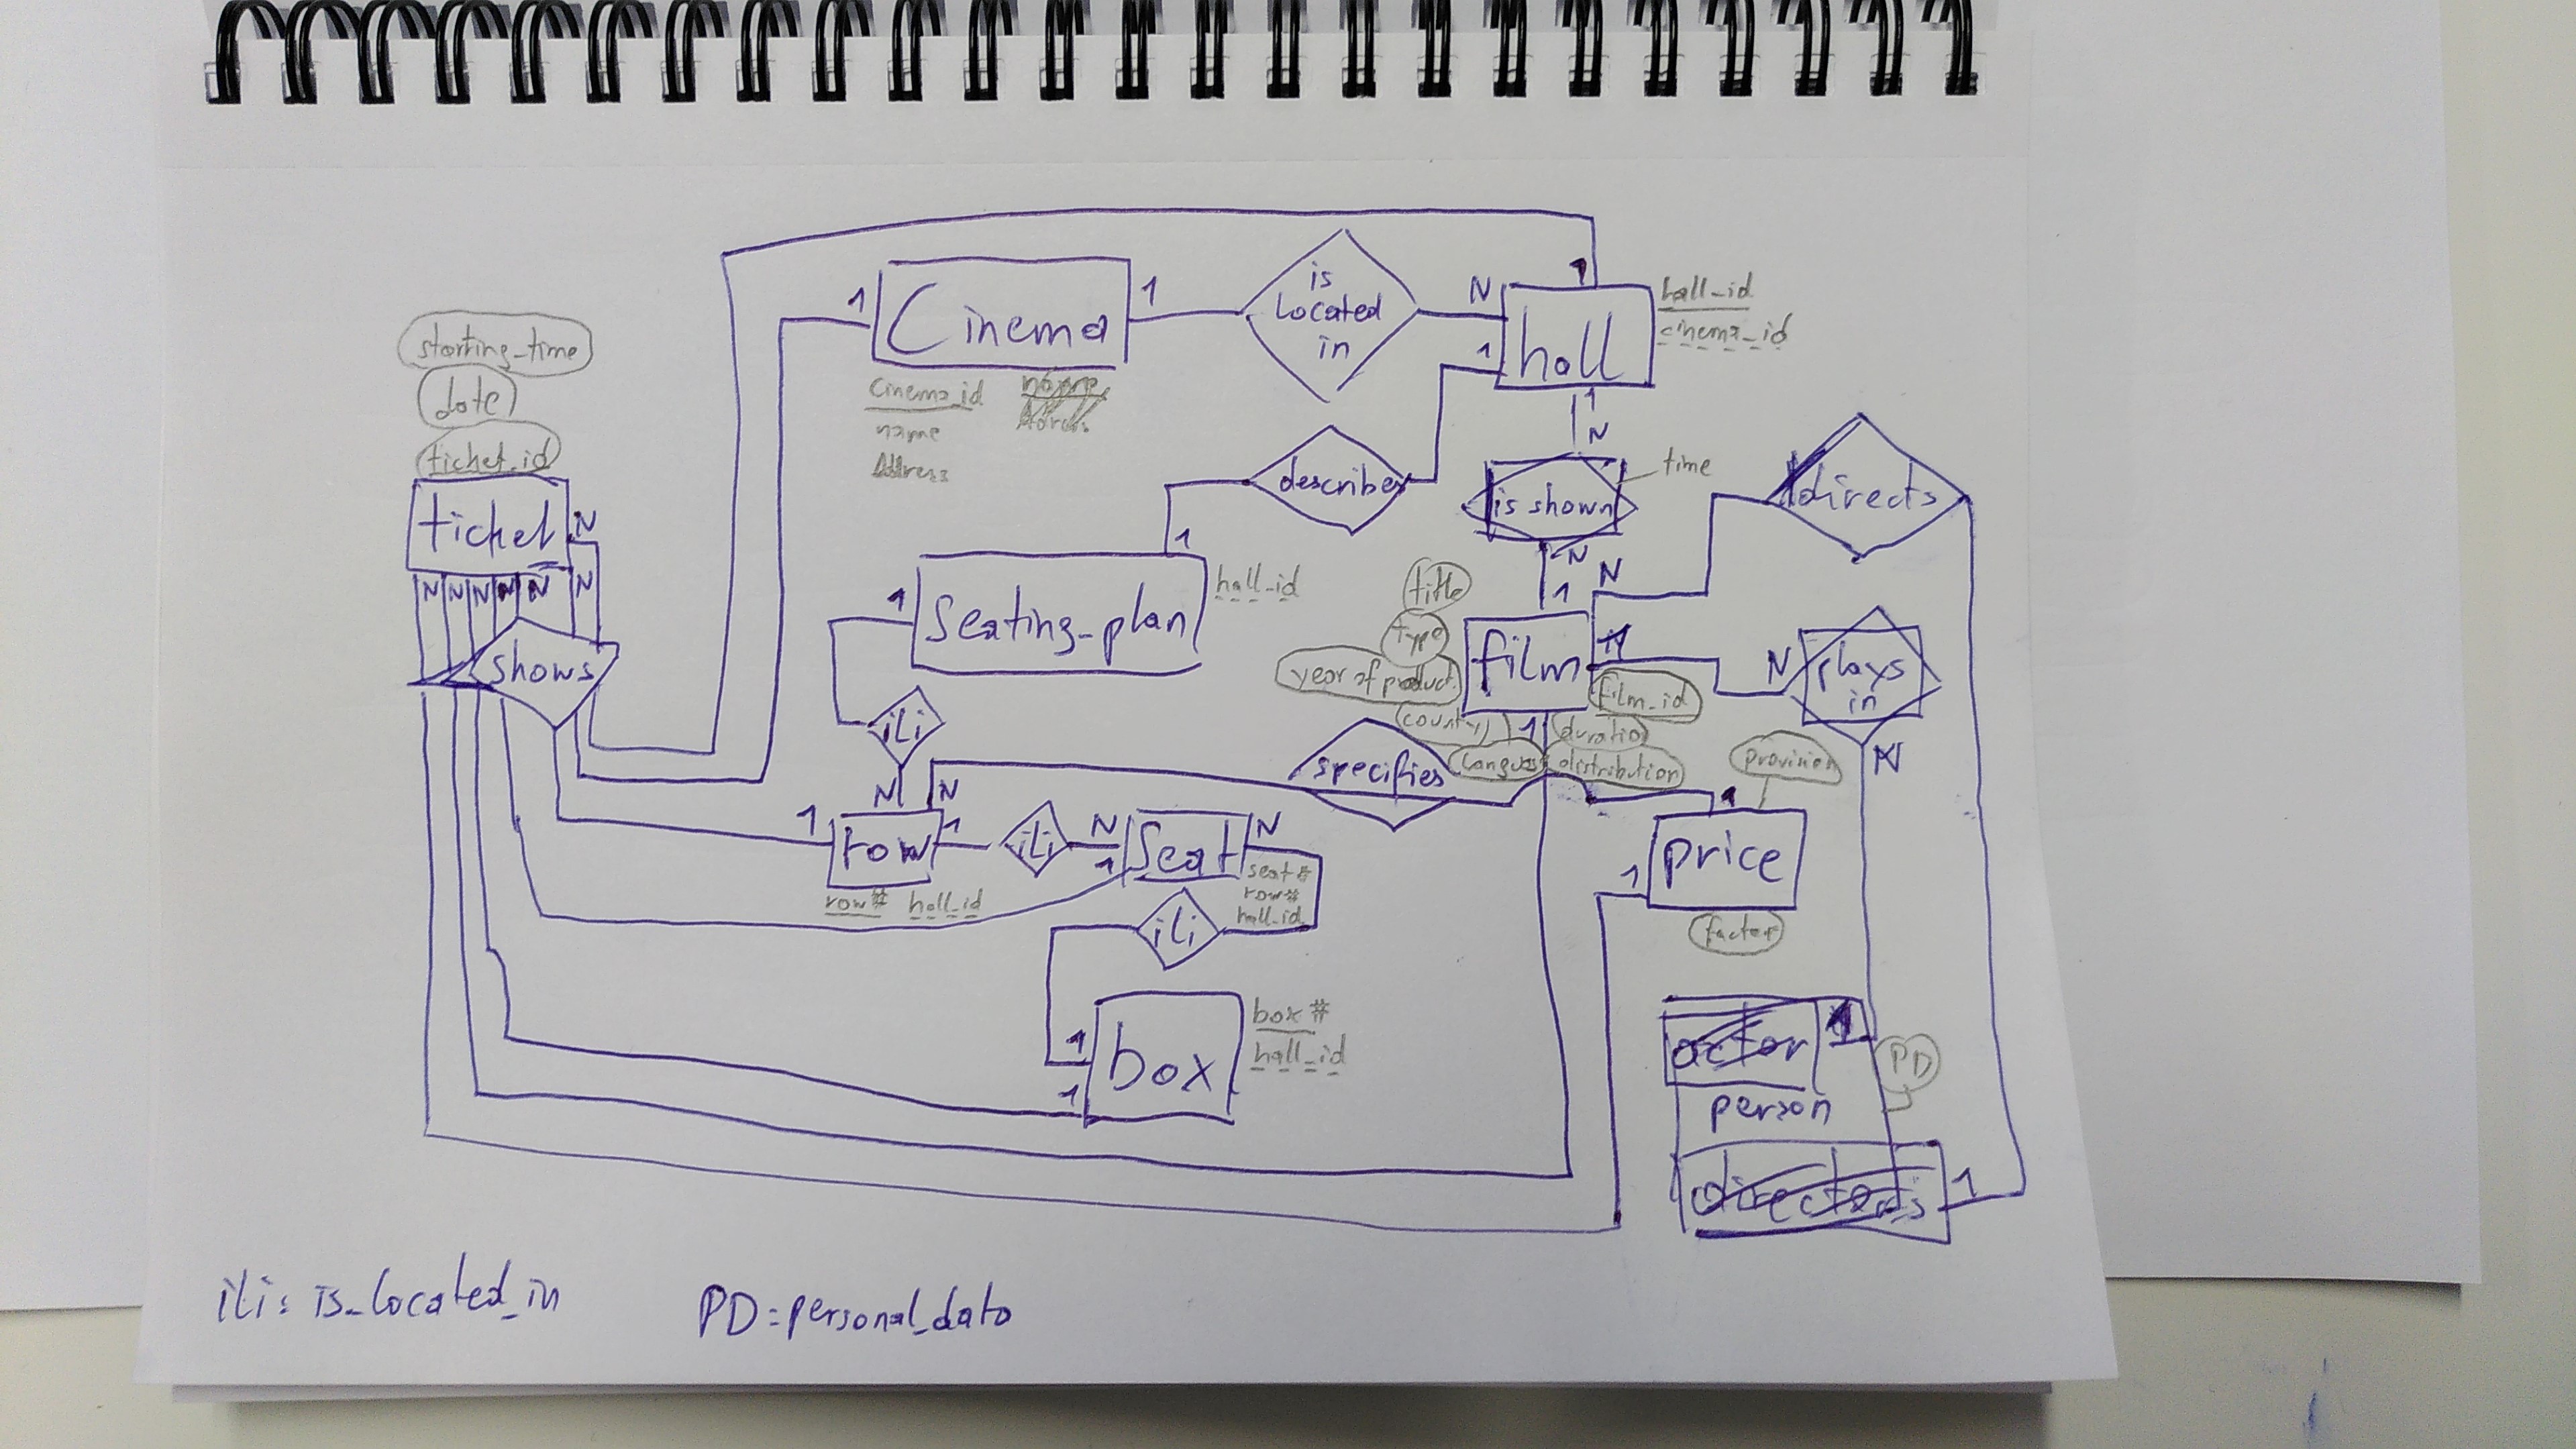 1
Cinema
1
is
located
in
N
1
hall
hall_id
cinema_id
1
cinema_id
name
Address
name
starting_time
date
ticket_id
ticket
N
N
N
N
N
N
N
shows
describes
1
1
N
is shown
time
N
1
directs
N
seating_plan
hall_id
1
title
type
year of product.
country
language
film
film_id
duration
distribution
1
N
plays
in
N
ili
N
N
specifies
provision
1
1
row
1
ili
N
1
seat
N
seat #
row #
hall_id
row #
hall_id
ili
price
1
factor
1
box
1
box #
hall_id
actor
1
PD
person
directors
1
ili: is_located_in
PD = personal_data